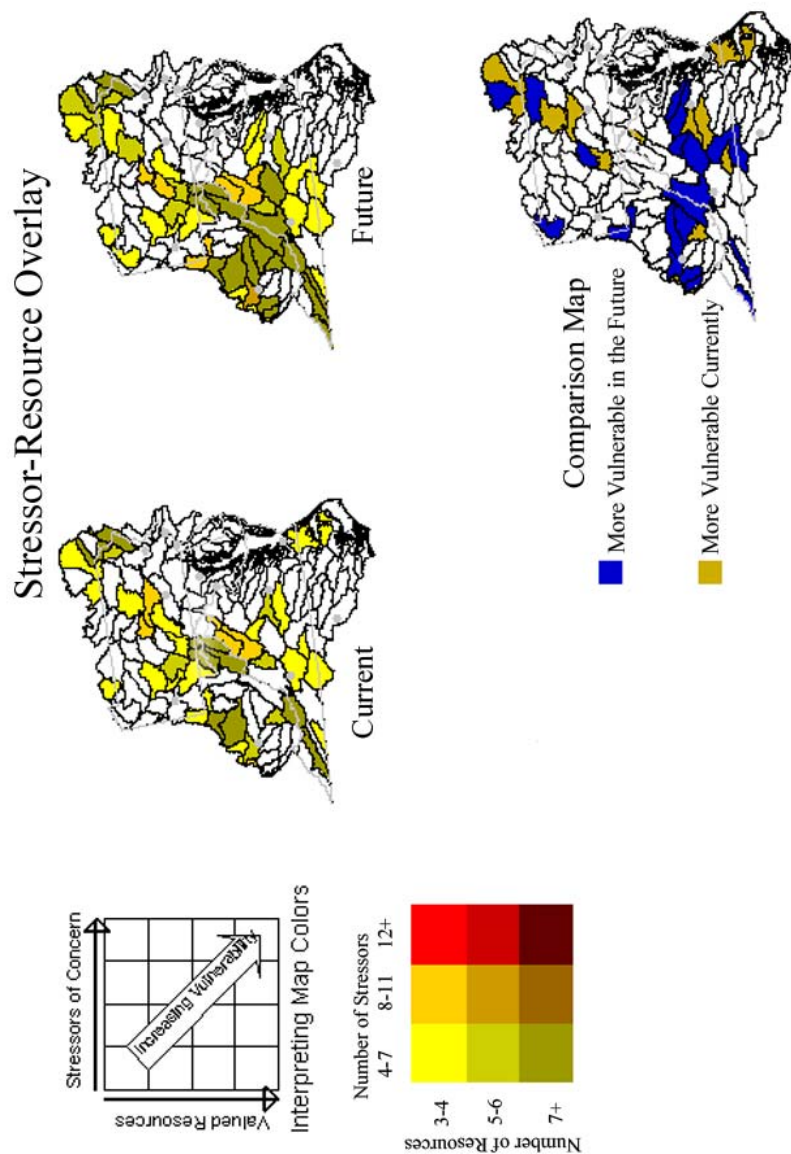 Stressor-Resource Overlay
Stressors of Concern
Valued Resources
Increasing Vulnerability
Interpreting Map Colors
Number of Stressors
4-7
8-11
12+
Number of Resources
3-4
5-6
7+
Current
Future
Comparison Map
More Vulnerable in the Future
More Vulnerable Currently